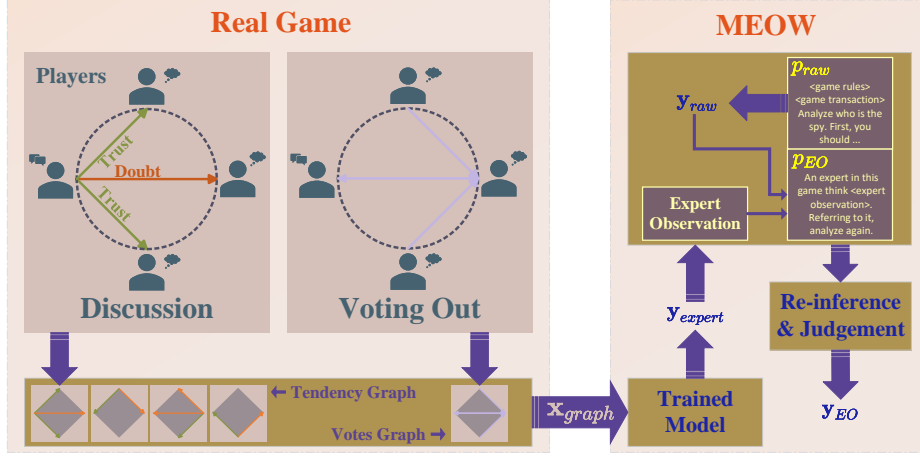 Real Game
Players
Trust
Doubt
Trust
Discussion
Voting Out
Tendency Graph
Votes Graph
x_graph
MEOW
p_raw
<game rules>
<game transaction>
Analyze who is the
spy. First, you
should ...
y_raw
p_EO
An expert in this
game think <expert
observation>.
Referring to it,
analyze again.
Expert
Observation
y_expert
Re-inference
& Judgement
Trained
Model
y_EO